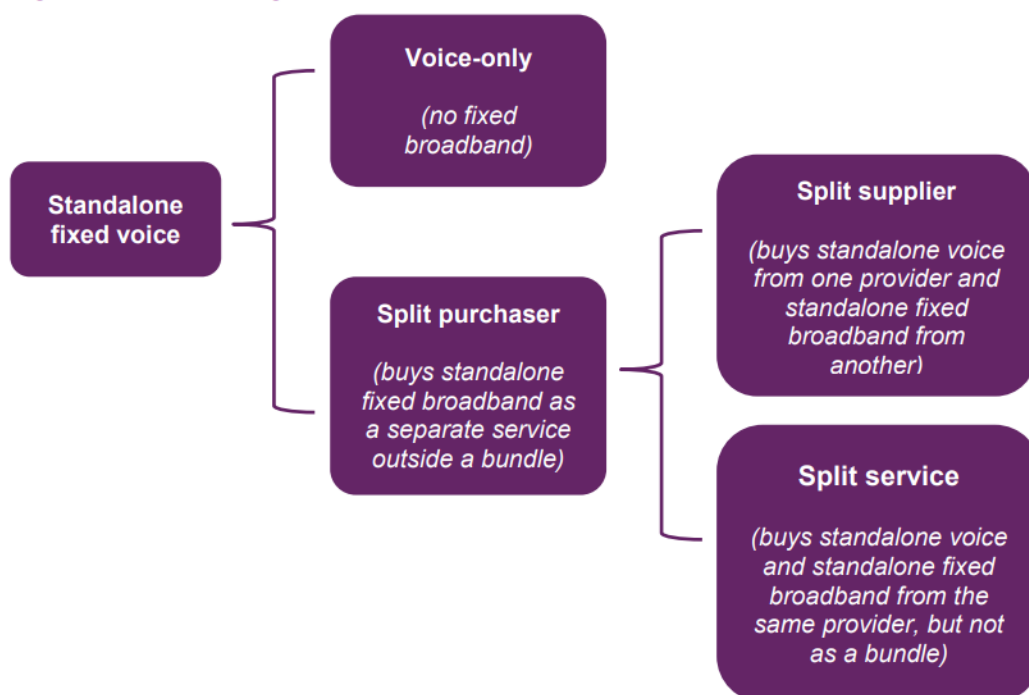 Voice-only
(no fixed
broadband)
Standalone
fixed voice
Split purchaser
(buys standalone
fixed broadband as
a separate service
outside a bundle)
Split supplier
(buys standalone voice
from one provider and
standalone fixed
broadband from
another)
Split service
(buys standalone voice
and standalone fixed
broadband from the
same provider, but not
as a bundle)